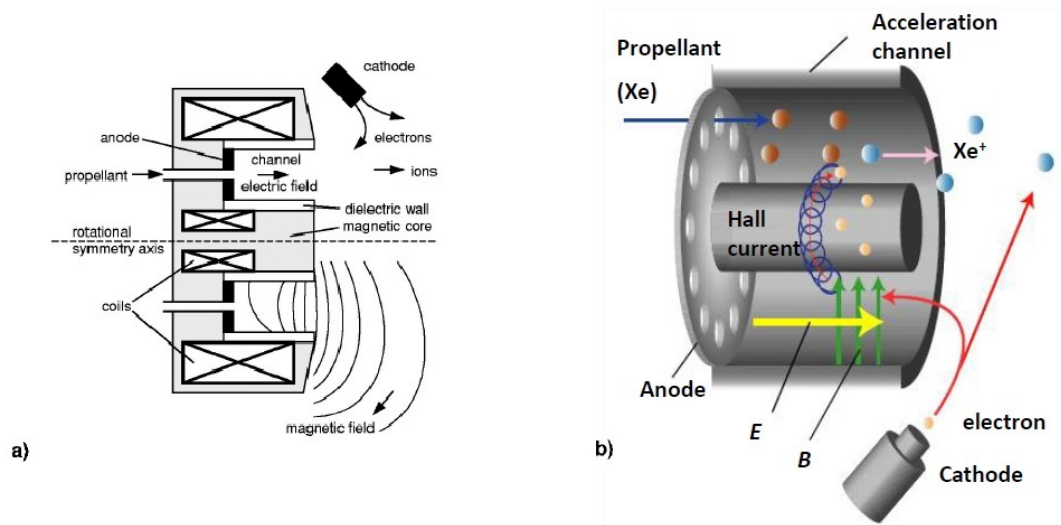 cathode
electrons
anode
channel
propellant
ions
electric field
dielectric wall
magnetic core
rotational
symmetry axis
coils
magnetic field
a)
Propellant
(Xe)
Acceleration
channel
Xe+
Hall
current
Anode
E
B
electron
Cathode
b)